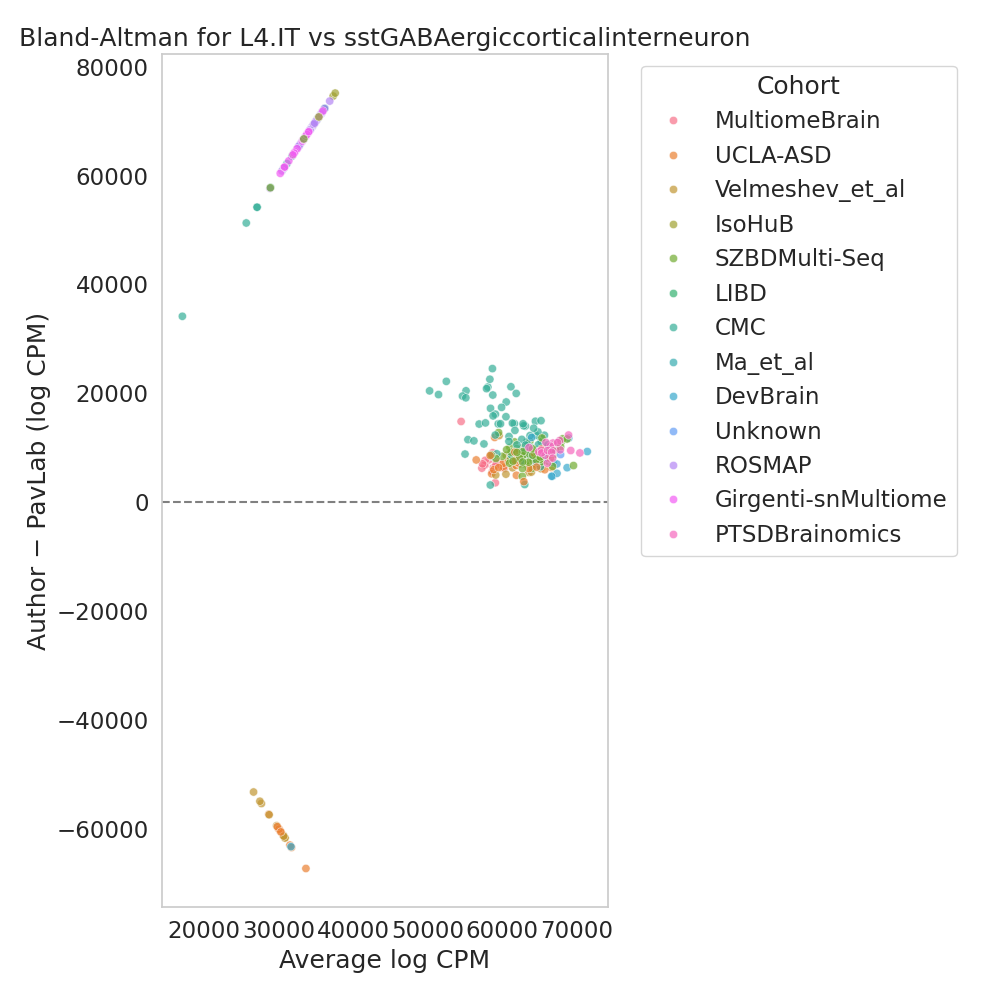 Bland-Altman for L4.IT vs sstGABAergiccorticalinterneuron
80000
60000
40000
20000
0
−20000
−40000
−60000
Author − PavLab (log CPM)
20000 30000 40000 50000 60000 70000
Average log CPM
Cohort
MultiomeBrain
UCLA-ASD
Velmeshev_et_al
IsoHuB
SZBDMulti-Seq
LIBD
CMC
Ma_et_al
DevBrain
Unknown
ROSMAP
Girgenti-snMultiome
PTSDBrainomics